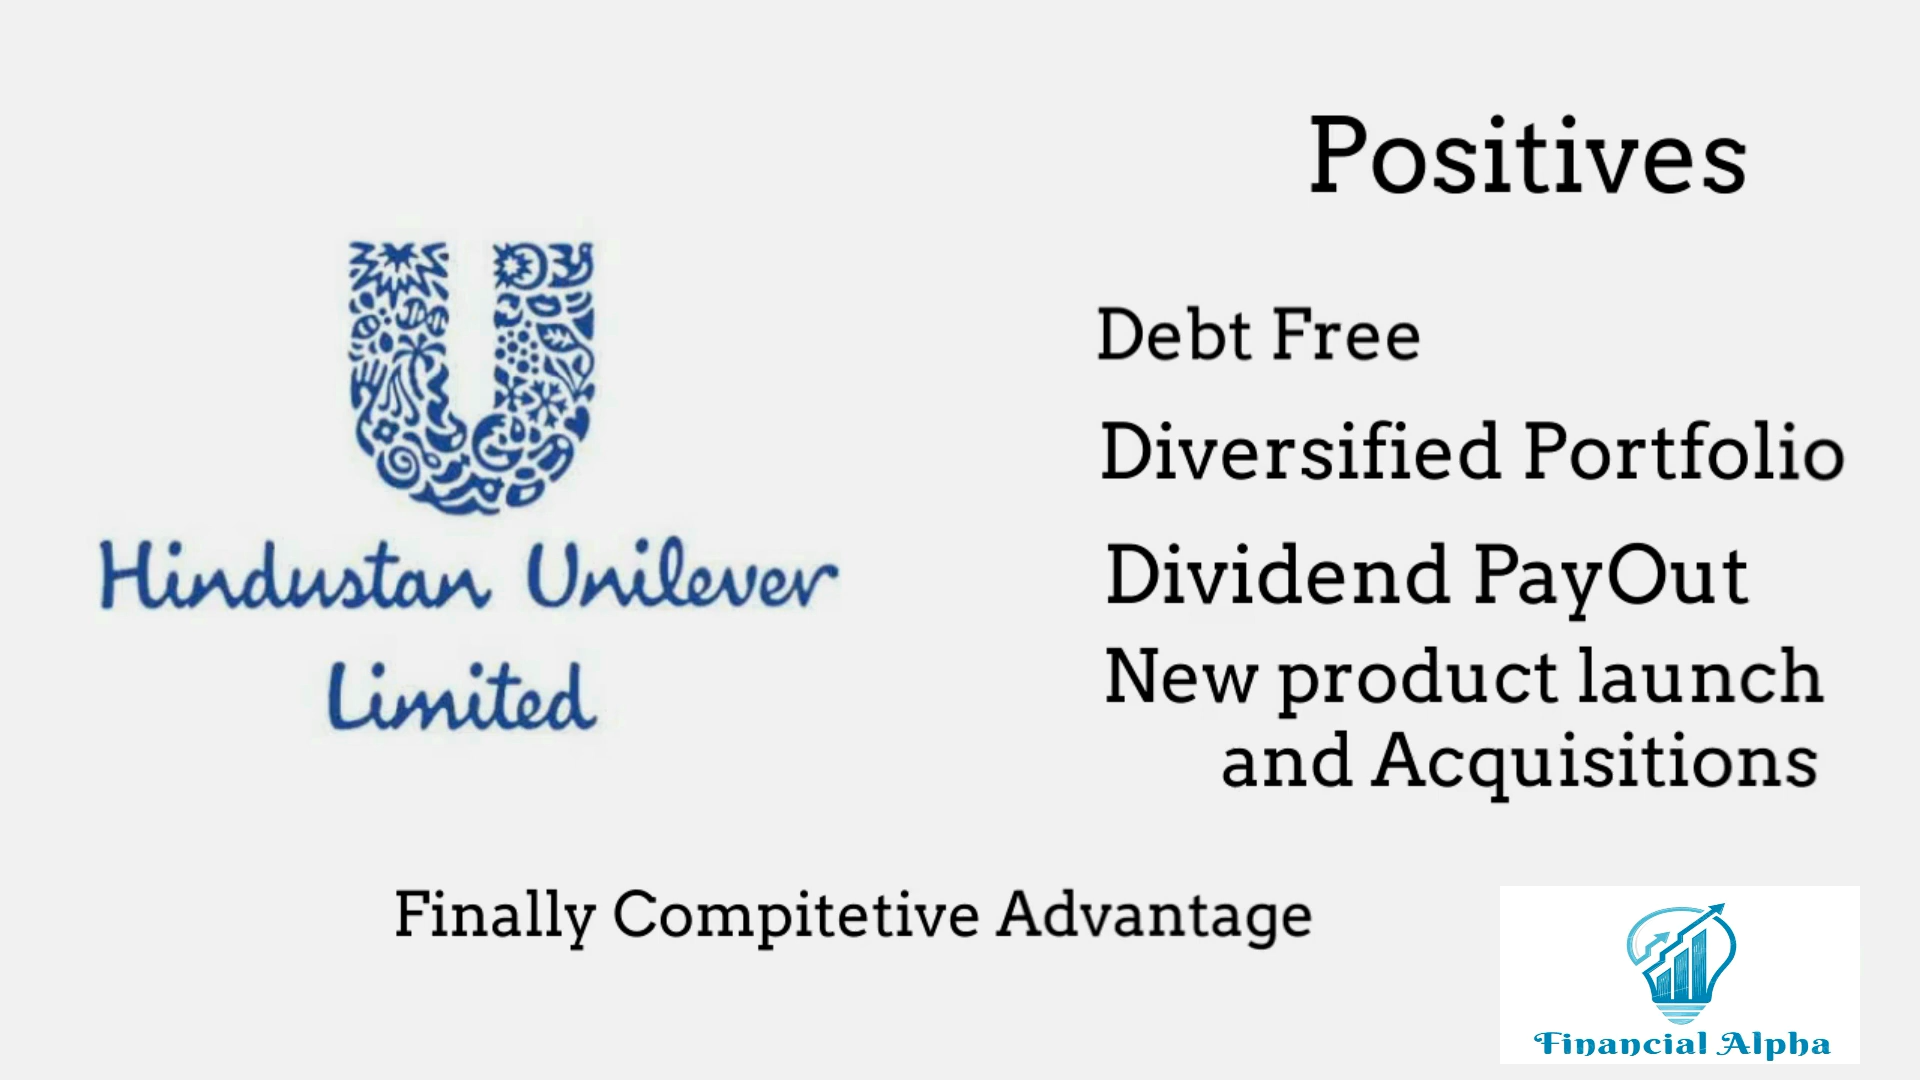 Positives
Hindustan Unilever
Limited
Debt Free
Diversified Portfolio
Dividend PayOut
New product launch
and Acquisitions
Finally Compitetive Advantage
Financial Alpha